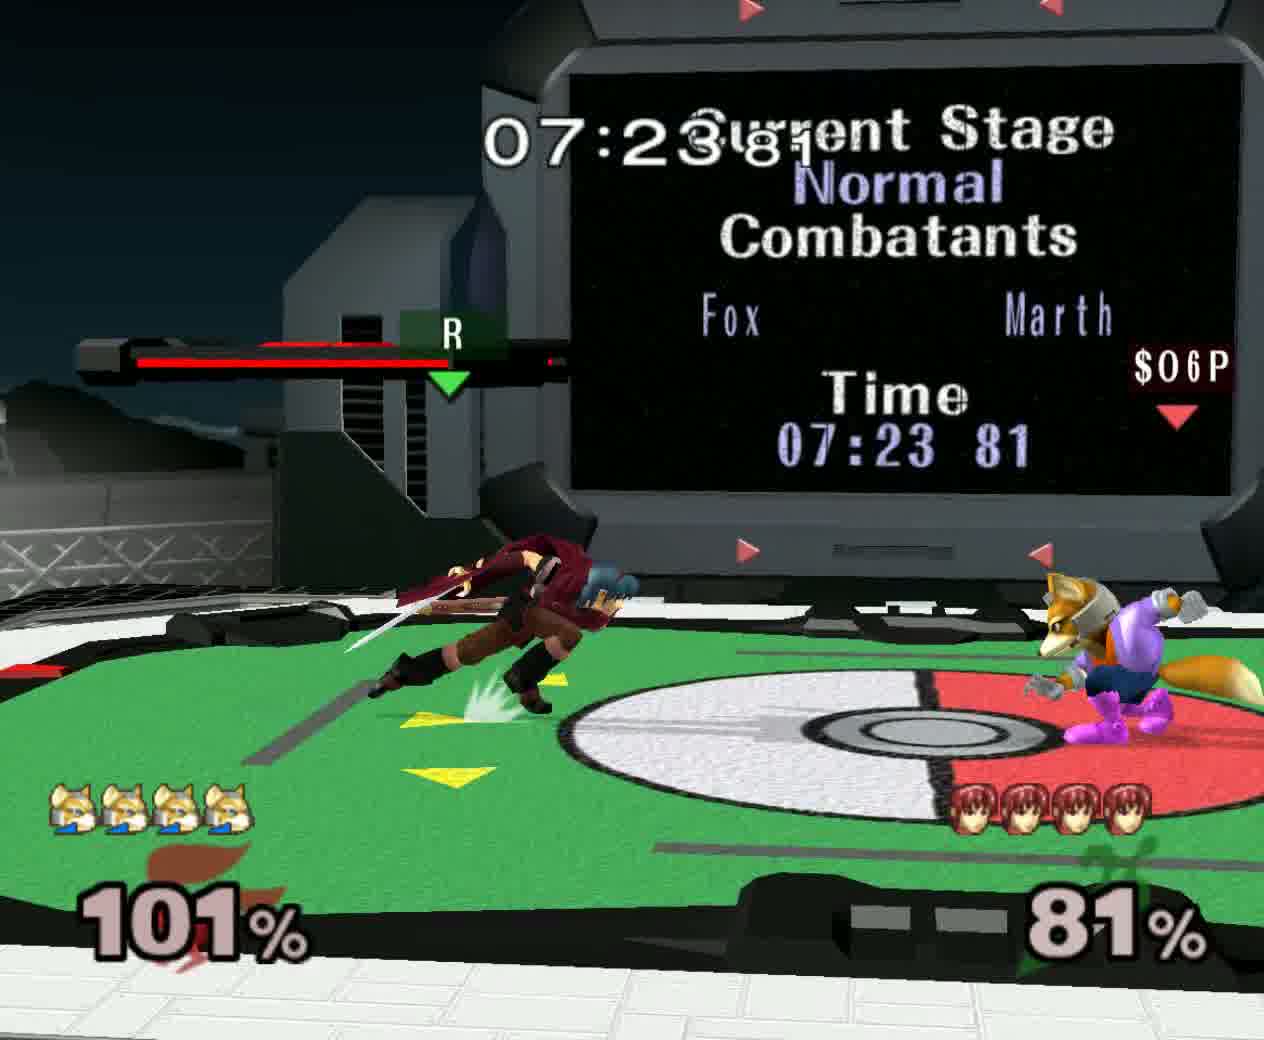 Current Stage
07:23 81
Normal
Combatants
Fox Marth
R
$06P
Time
07:23 81
101%
81%